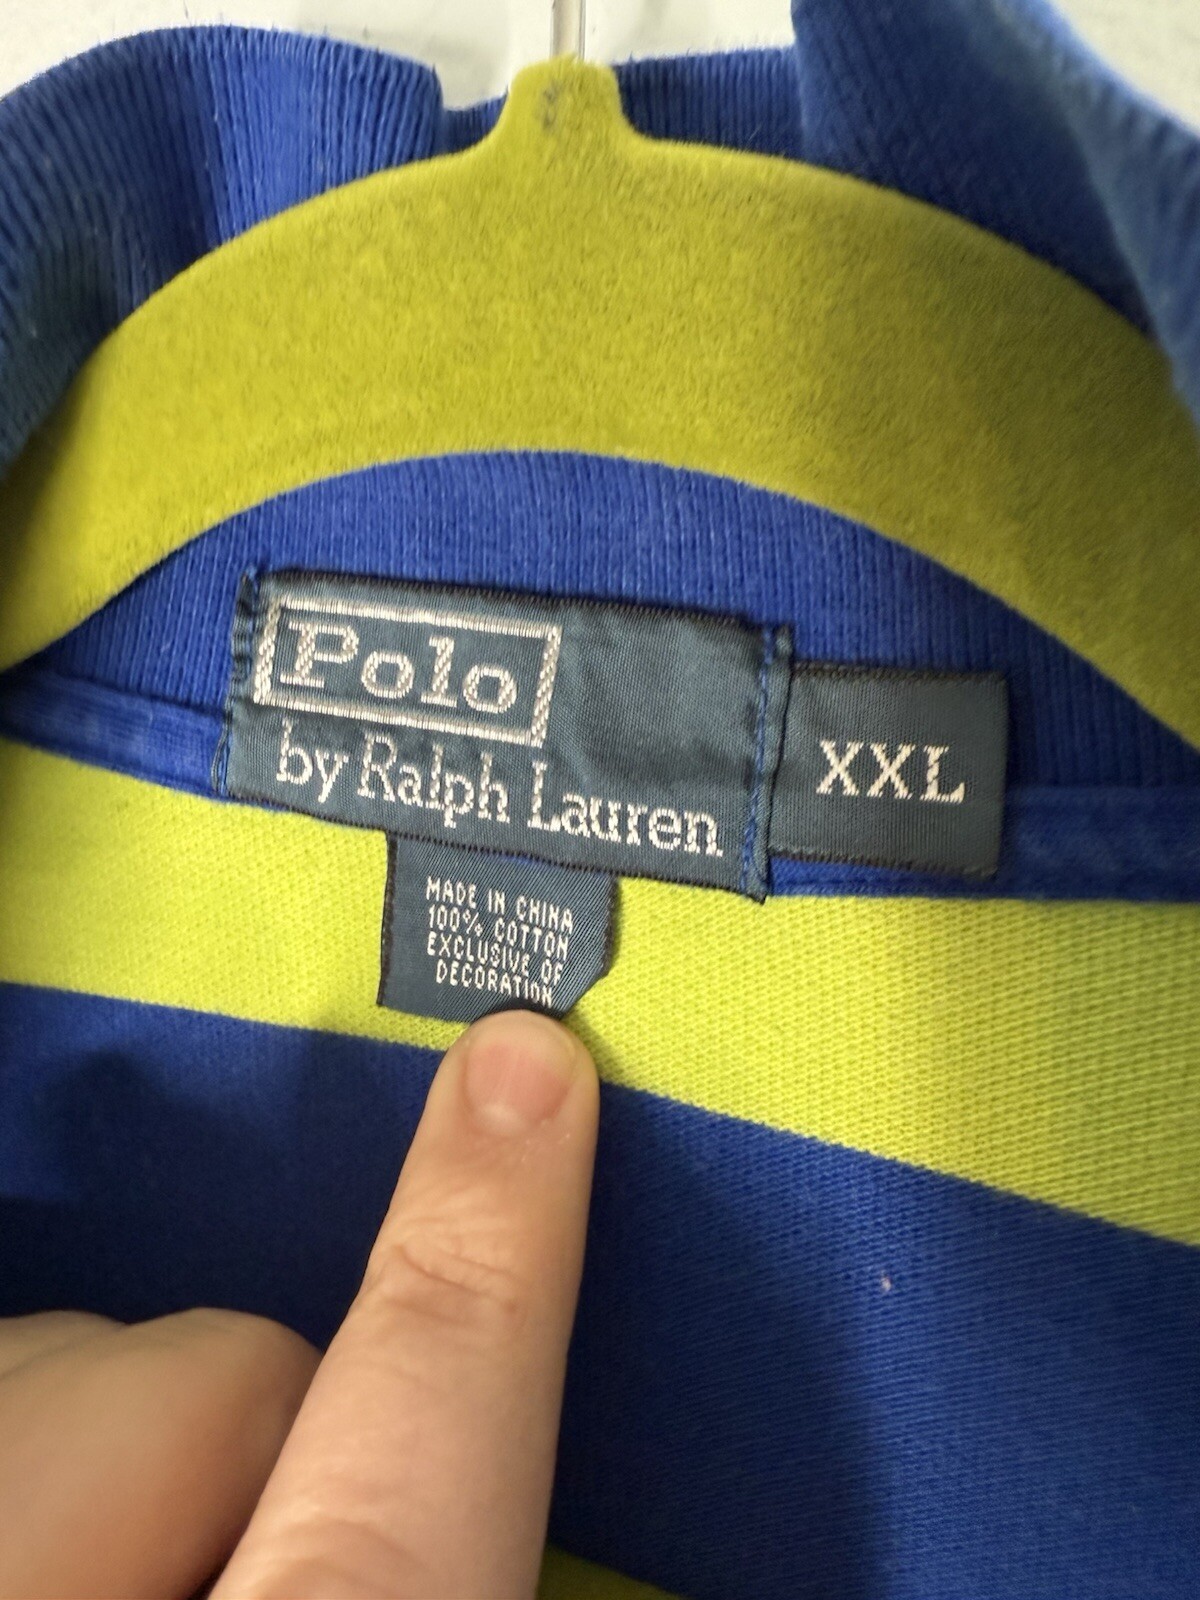 Polo
by Ralph Lauren
XXL
MADE IN CHINA
100% COTTON
EXCLUSIVE OF
DECORATION